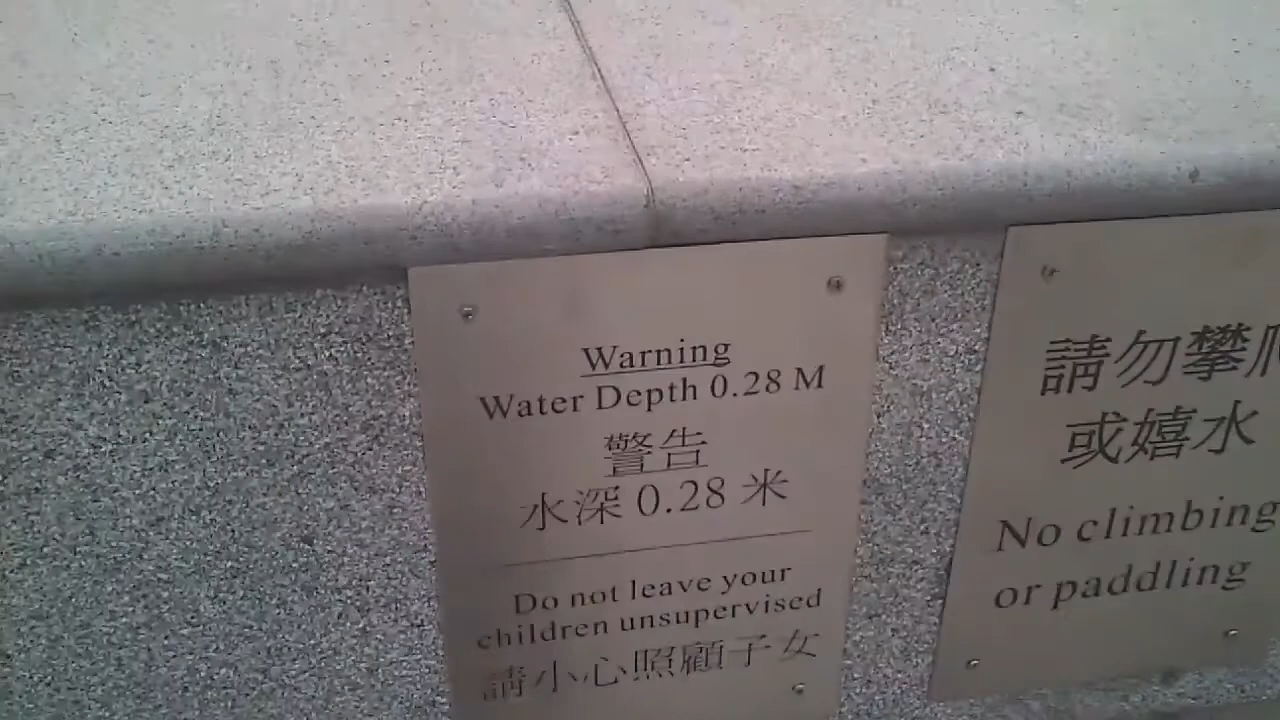 Warning
Water Depth 0.28 M
警告
水深 0.28 米
Do not leave your
children unsupervised
請小心照顧子女
請勿攀爬
或嬉水
No climbing
or paddling